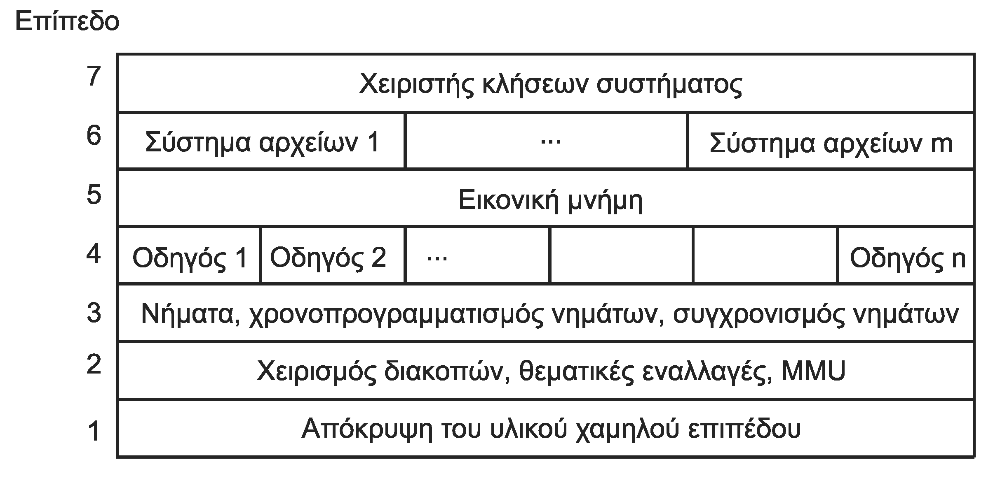 Επίπεδο
7 Χειριστής κλήσεων συστήματος
6 Σύστημα αρχείων 1 ... Σύστημα αρχείων m
5 Εικονική μνήμη
4 Οδηγός 1 Οδηγός 2 ... Οδηγός n
3 Νήματα, χρονοπρογραμματισμός νημάτων, συγχρονισμός νημάτων
2 Χειρισμός διακοπών, θεματικές εναλλαγές, MMU
1 Απόκρυψη του υλικού χαμηλού επιπέδου